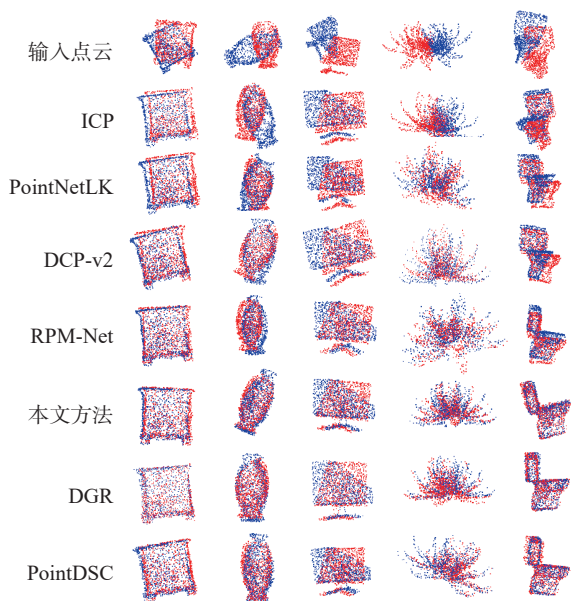 输入点云
ICP
PointNetLK
DCP-v2
RPM-Net
本文方法
DGR
PointDSC